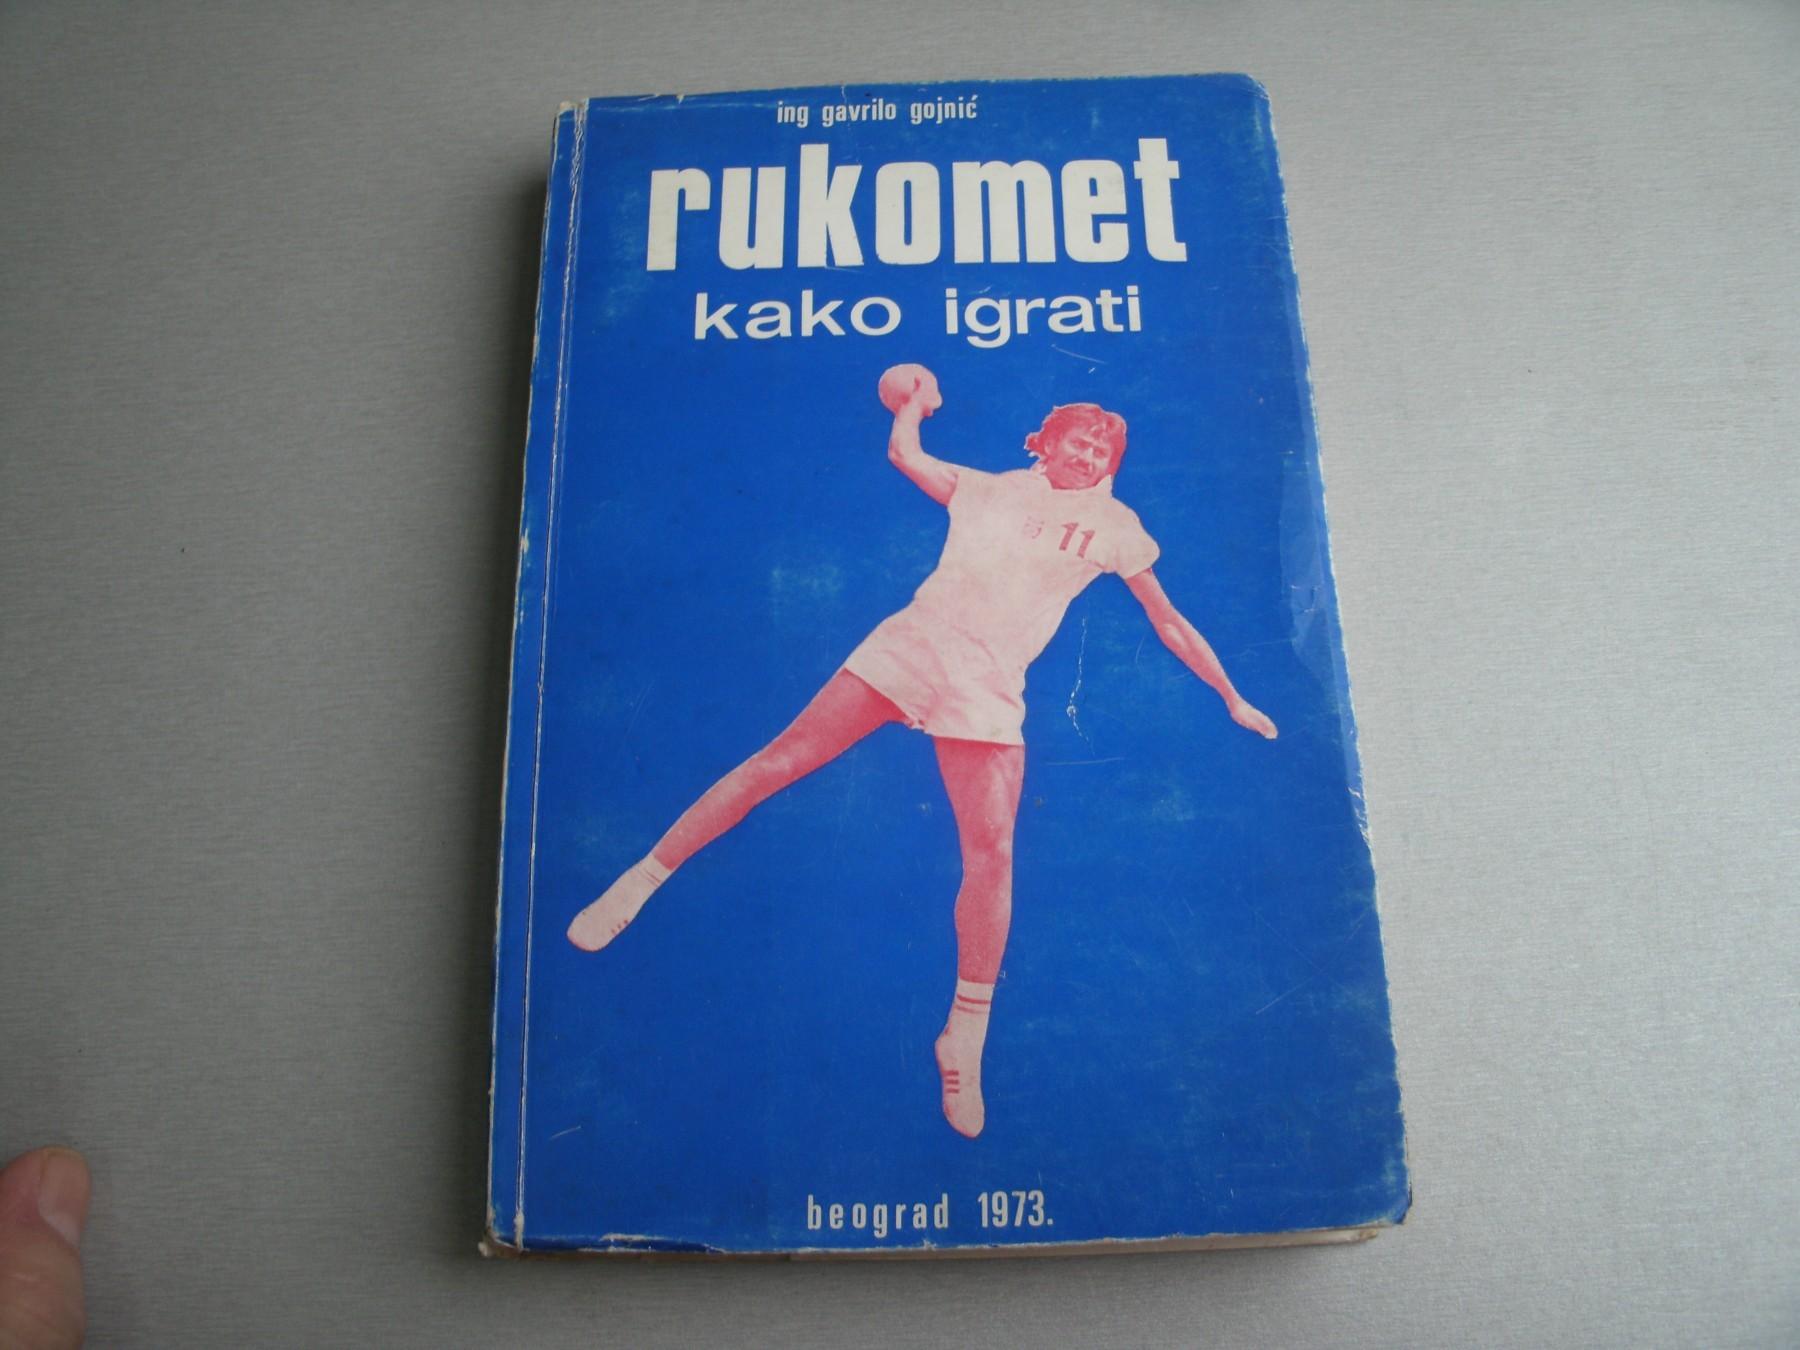 ing gavrilo gojnić
rukomet
kako igrati
11
beograd 1973.